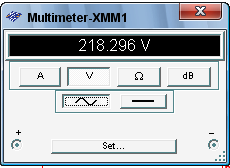 Multimeter-XMM1
218.296 V
A V Ω dB
+ −
Set...